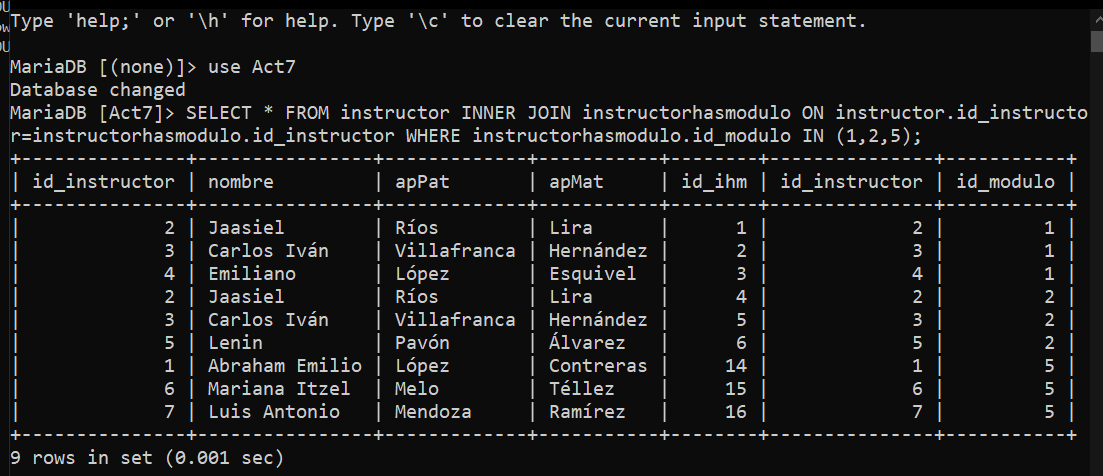 Type 'help;' or '\h' for help. Type '\c' to clear the current input statement.

MariaDB [(none)]> use Act7
Database changed
MariaDB [Act7]> SELECT * FROM instructor INNER JOIN instructorhasmodulo ON instructor.id_instructo
r=instructorhasmodulo.id_instructor WHERE instructorhasmodulo.id_modulo IN (1,2,5);
+---------------+----------------+-------------+-----------+--------+---------------+-----------+
| id_instructor | nombre         | apPat       | apMat     | id_ihm | id_instructor | id_modulo |
+---------------+----------------+-------------+-----------+--------+---------------+-----------+
|             2 | Jaasiel        | Ríos        | Lira      |      1 |             2 |         1 |
|             3 | Carlos Iván    | Villafranca | Hernández |      2 |             3 |         1 |
|             4 | Emiliano       | López       | Esquivel  |      3 |             4 |         1 |
|             2 | Jaasiel        | Ríos        | Lira      |      4 |             2 |         2 |
|             3 | Carlos Iván    | Villafranca | Hernández |      5 |             3 |         2 |
|             5 | Lenin          | Pavón       | Álvarez   |      6 |             5 |         2 |
|             1 | Abraham Emilio | López       | Contreras |     14 |             1 |         5 |
|             6 | Mariana Itzel  | Melo        | Téllez    |     15 |             6 |         5 |
|             7 | Luis Antonio   | Mendoza     | Ramírez   |     16 |             7 |         5 |
+---------------+----------------+-------------+-----------+--------+---------------+-----------+
9 rows in set (0.001 sec)